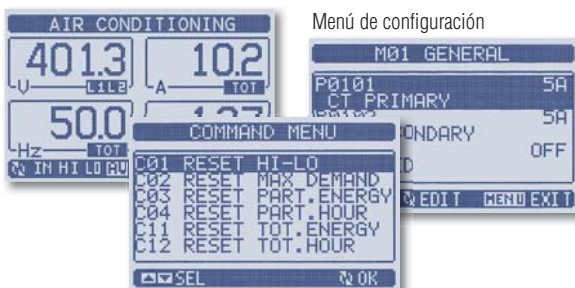 AIR CONDITIONING
401.3 10.2
V L1L2 A TOT
50.0
Hz TOT
IN HI LO
Menú de configuración
M01 GENERAL
P0101 5A
CT PRIMARY
5A
ONDARY
OFF
EDIT MENU EXIT
COMMAND MENU
C01 RESET HI-LO
C02 RESET MAX DEMAND
C03 RESET PART.ENERGY
C04 RESET PART.HOUR
C11 RESET TOT.ENERGY
C12 RESET TOT.HOUR
SEL OK